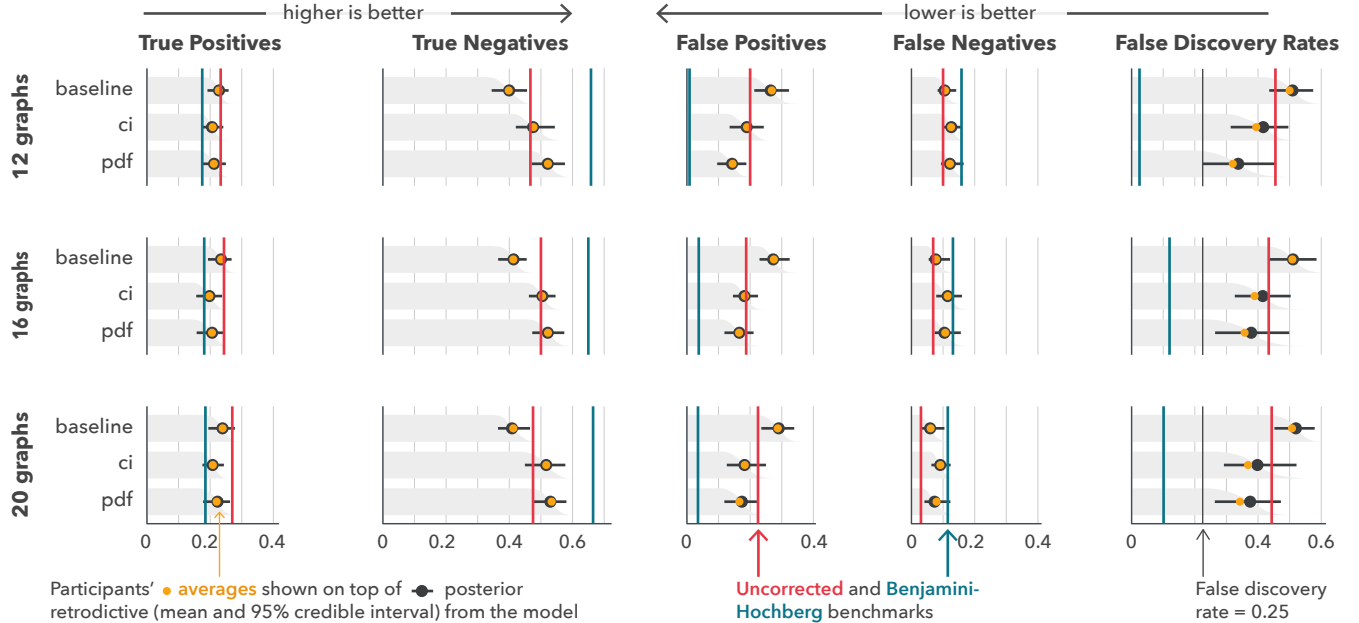 higher is better
lower is better
True Positives
True Negatives
False Positives
False Negatives
False Discovery Rates
12 graphs
baseline
ci
pdf
16 graphs
baseline
ci
pdf
20 graphs
baseline
ci
pdf
0 0.2 0.4
0 0.2 0.4 0.6
0 0.2 0.4
0 0.2 0.4
0 0.4 0.6
Participants’ averages shown on top of posterior
retrodictive (mean and 95% credible interval) from the model
Uncorrected and Benjamini-
Hochberg benchmarks
False discovery
rate = 0.25